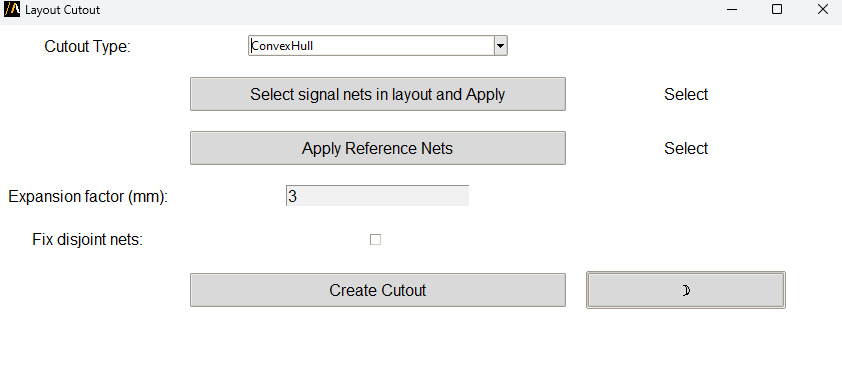 Layout Cutout
Cutout Type:
ConvexHull
Select signal nets in layout and Apply
Select
Apply Reference Nets
Select
Expansion factor (mm):
3
Fix disjoint nets:
Create Cutout